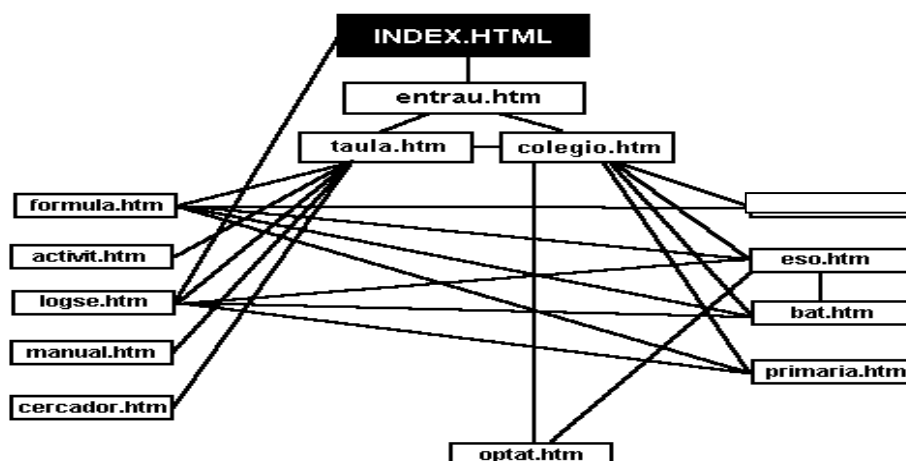 INDEX.HTML
entrau.htm
taula.htm
colegio.htm
formula.htm
activit.htm
eso.htm
logse.htm
bat.htm
manual.htm
primaria.htm
cercador.htm
optat.htm